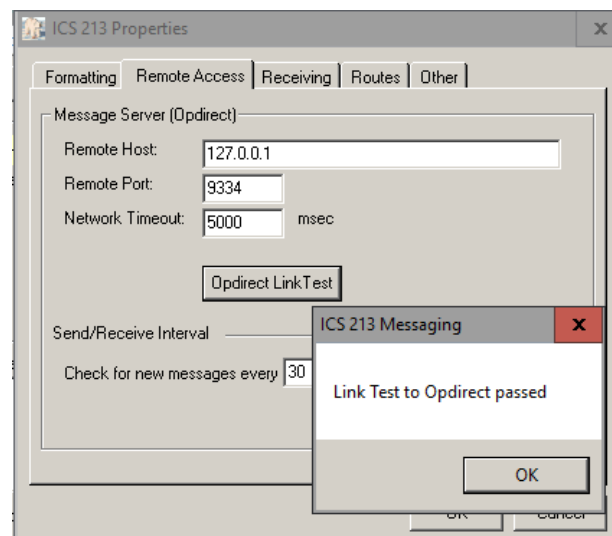 ICS 213 Properties
x
Formatting Remote Access Receiving Routes Other
Message Server (Opdirect)
Remote Host: 127.0.0.1
Remote Port: 9334
Network Timeout: 5000 msec
Opdirect LinkTest
Send/Receive Interval
Check for new messages every 30
ICS 213 Messaging
x
Link Test to Opdirect passed
OK
OK Cancel